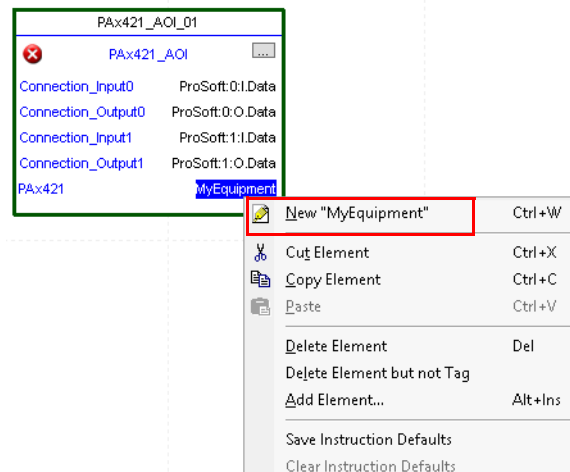 PAx421_AOI_01
PAx421_AOI ...
Connection_Input0 ProSoft:0:I.Data
Connection_Output0 ProSoft:0:O.Data
Connection_Input1 ProSoft:1:I.Data
Connection_Output1 ProSoft:1:O.Data
PAx421 MyEquipment
New "MyEquipment" Ctrl+W
Cut Element Ctrl+X
Copy Element Ctrl+C
Paste Ctrl+V
Delete Element Del
Delete Element but not Tag
Add Element... Alt+Ins
Save Instruction Defaults
Clear Instruction Defaults